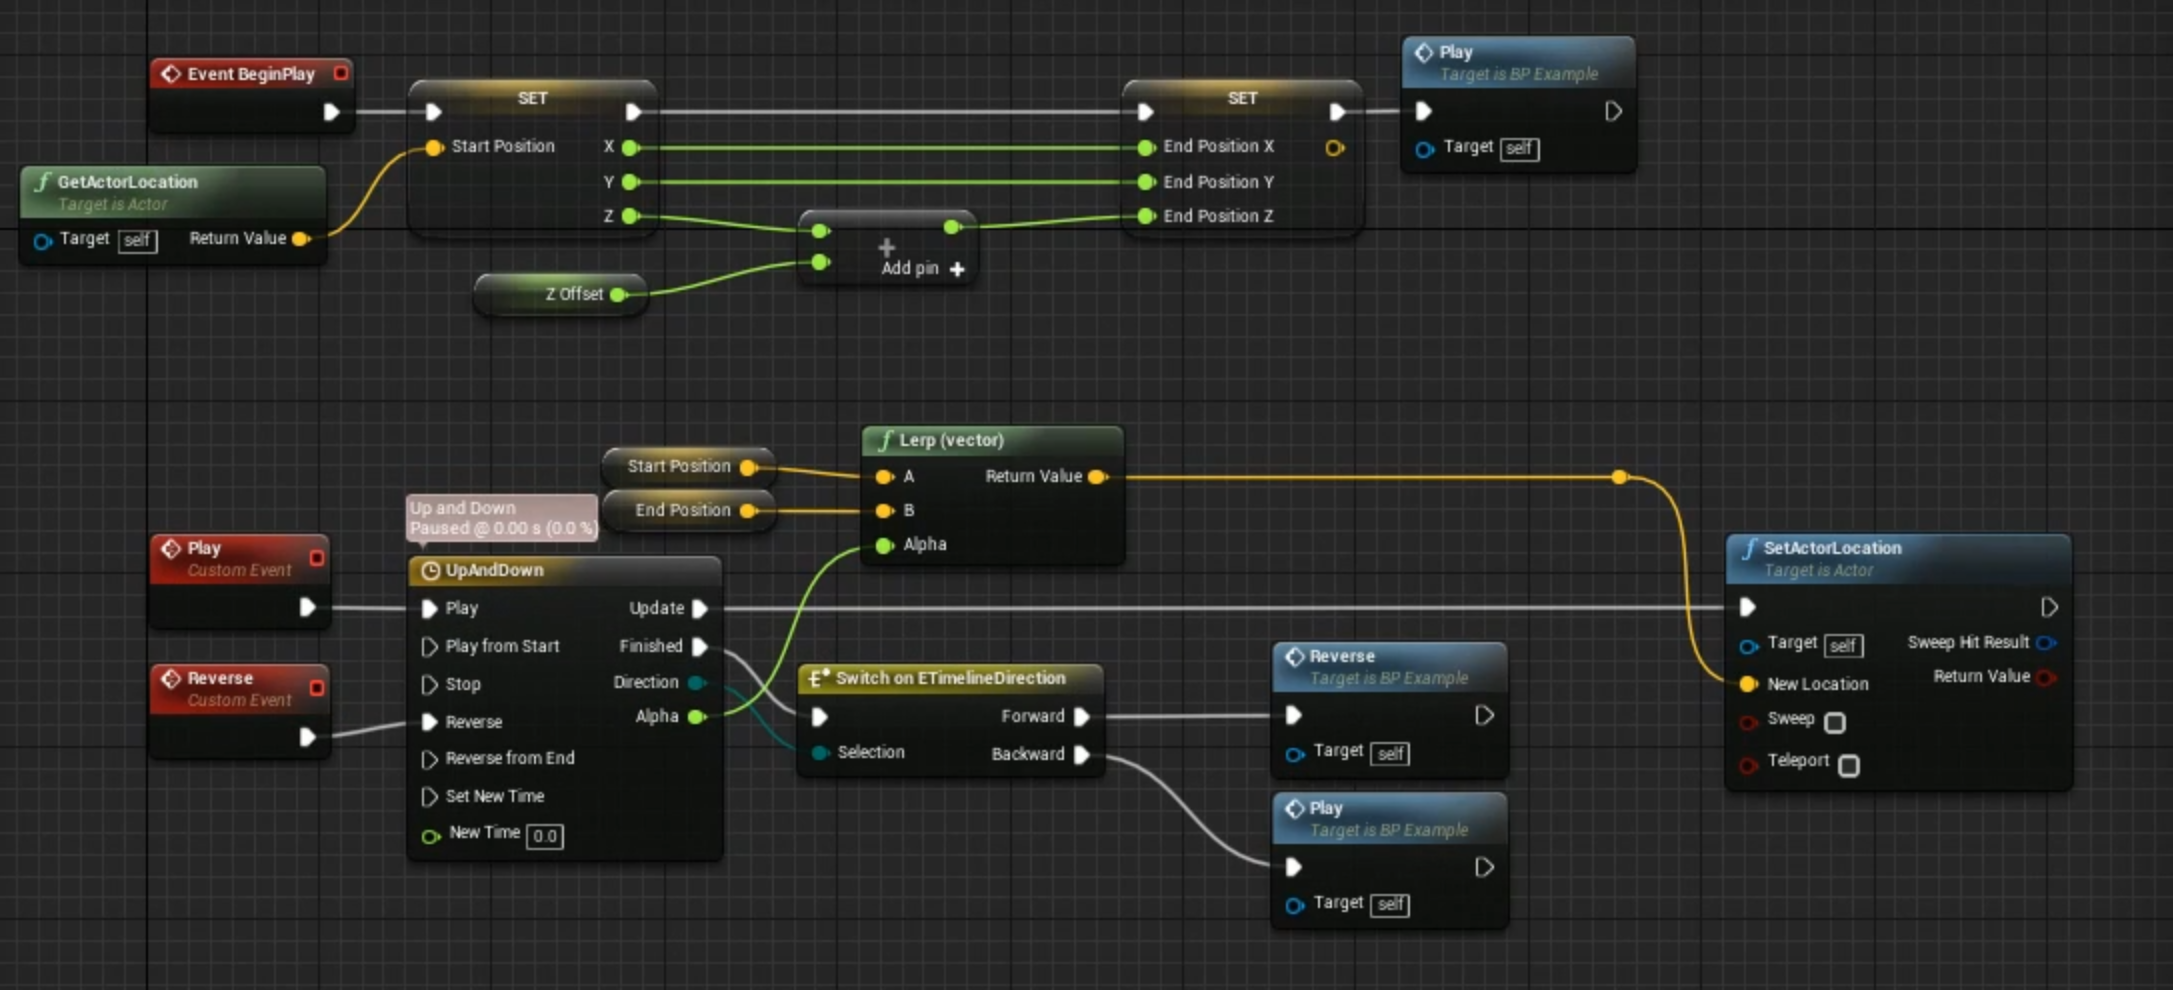 Event BeginPlay
SET
Start Position
X
Y
Z
GetActorLocation
Target is Actor
Target self Return Value
Z Offset
Add pin
SET
End Position X
End Position Y
End Position Z
Play
Target is BP Example
Target self
Start Position
End Position
Lerp (vector)
A Return Value
B
Alpha
Up and Down
Paused @ 0.00 s (0.0 %)
Play
Custom Event
Reverse
Custom Event
UpAndDown
Play Update
Play from Start Finished
Stop Direction
Reverse Alpha
Reverse from End
Set New Time
New Time 0.0
Switch on ETimelineDirection
Forward
Selection Backward
Reverse
Target is BP Example
Target self
Play
Target is BP Example
Target self
SetActorLocation
Target is Actor
Target self Sweep Hit Result
New Location Return Value
Sweep
Teleport